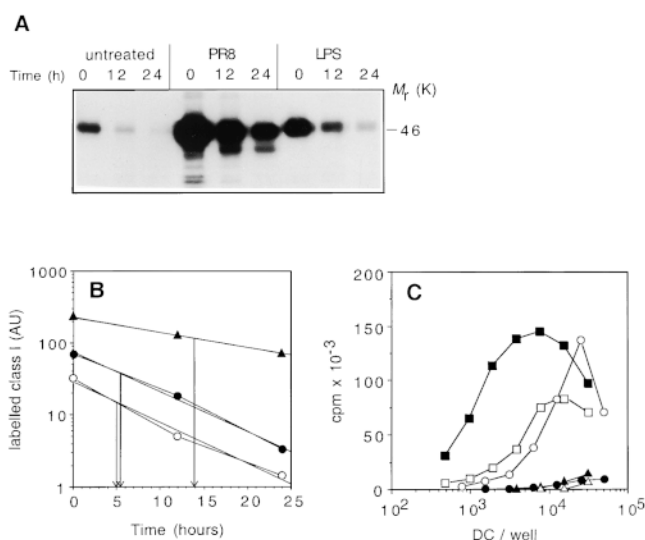 A
untreated PR8 LPS
Time (h) 0 12 24 0 12 24 0 12 24 Mr (K)
46
B
1000
100
10
1
labelled class I (AU)
0 5 10 15 20 25
Time (hours)
C
200
150
100
50
0
cpm x 10-3
102 103 104 105
DC / well